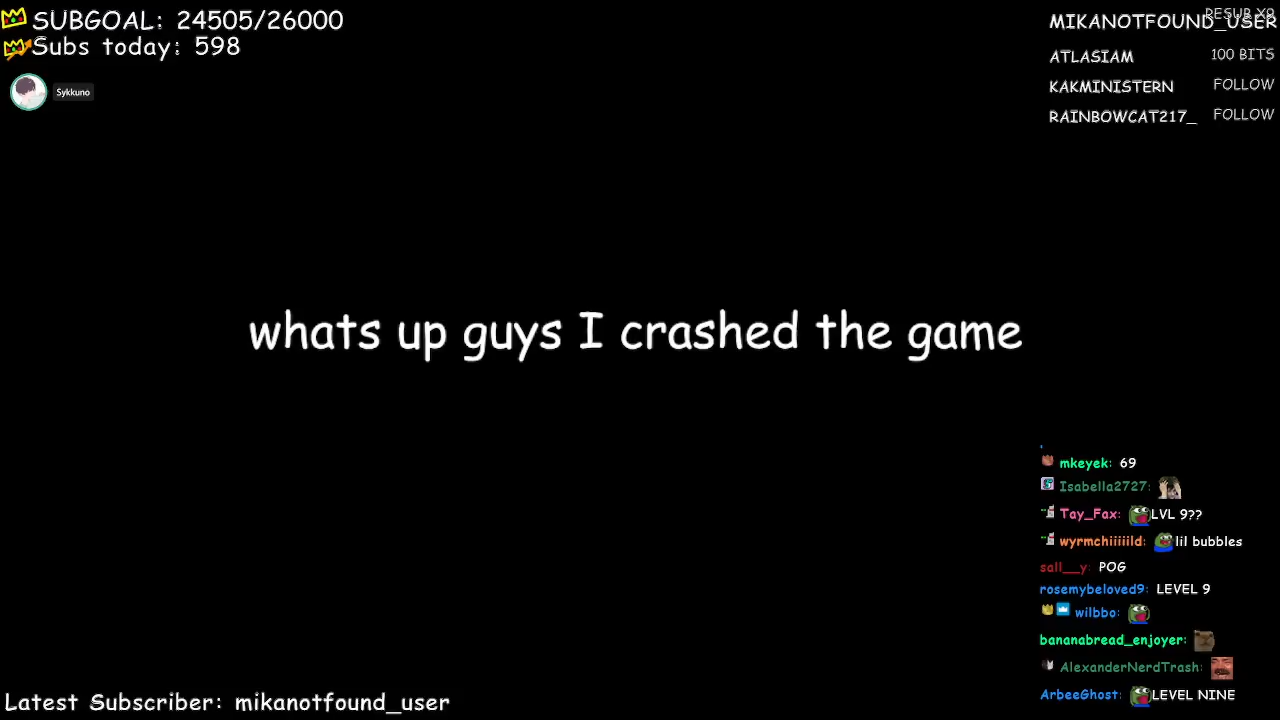 SUBGOAL: 24505/26000
Subs today: 598
Sykkuno
RESUB X9
MIKANOTFOUND_USER
ATLASIAM 100 BITS
KAKMINISTERN FOLLOW
RAINBOWCAT217_ FOLLOW
whats up guys I crashed the game
mkeyek: 69
Isabella2727:
Tay_Fax: LVL 9??
wyrmchiiiiild: lil bubbles
sall__y: POG
rosemybeloved9: LEVEL 9
wilbbo:
bananabread_enjoyer:
AlexanderNerdTrash:
ArbeeGhost: LEVEL NINE
Latest Subscriber: mikanotfound_user